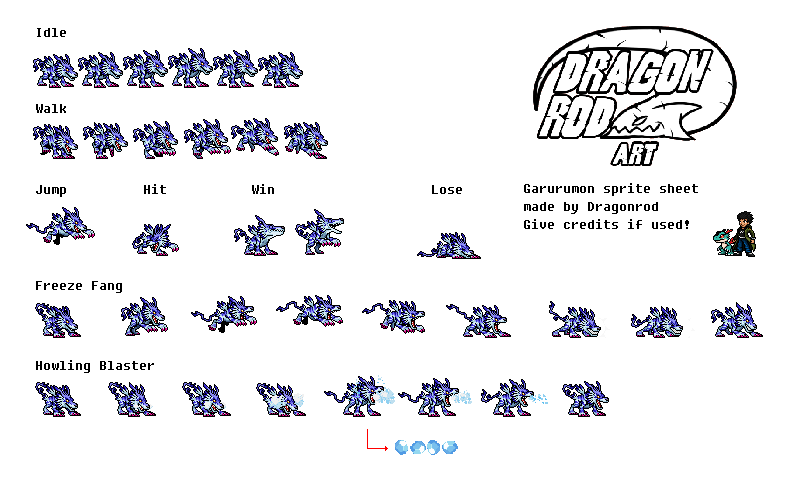 Idle
DRAGON
ROD
ART
Walk
Jump
Hit
Win
Lose
Garurumon sprite sheet
made by Dragonrod
Give credits if used!
Freeze Fang
Howling Blaster